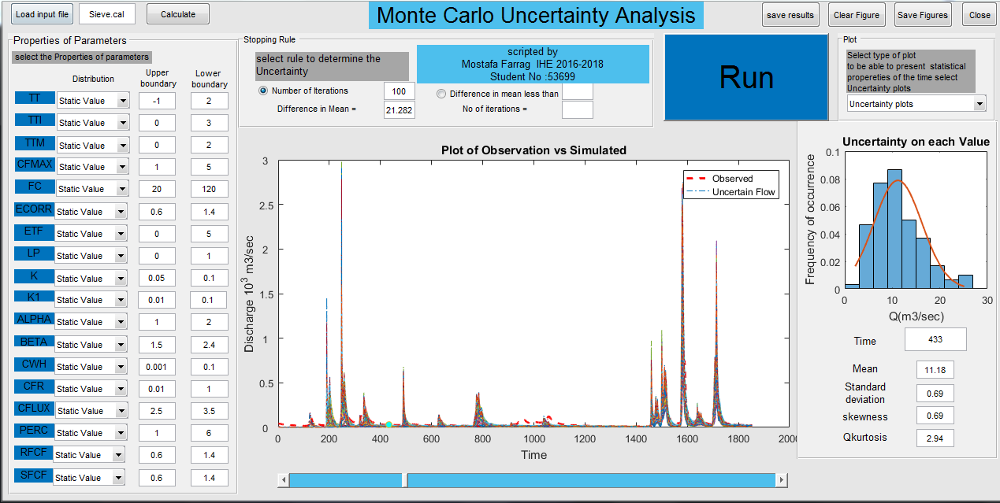 Load input file
Sieve.cal
Calculate
Monte Carlo Uncertainty Analysis
save results
Clear Figure
Save Figures
Close
Properties of Parameters
select the Properties of parameters
Distribution
Upper boundary
Lower boundary
TT Static Value -1 2
TTI Static Value 0 3
TTM Static Value 0 2
CFMAX Static Value 1 5
FC Static Value 20 120
ECORR Static Value 0.6 1.4
ETF Static Value 0 5
LP Static Value 0 1
K Static Value 0.05 0.1
K1 Static Value 0.01 0.1
ALPHA Static Value 1 2
BETA Static Value 1.5 2.4
CWH Static Value 0.001 0.1
CFR Static Value 0.01 1
CFLUX Static Value 2.5 3.5
PERC Static Value 1 6
RFCF Static Value 0.6 1.4
SFCF Static Value 0.6 1.4
Stopping Rule
select rule to determine the
Uncertainty
scripted by
Mostafa Farrag IHE 2016-2018
Student No :53699
Number of Iterations 100
Difference in Mean = 21.282
Difference in mean less than
No of iterations =
Run
Plot
Select type of plot
to be able to present statistical
propereties of the time select
Uncertainty plots
Uncertainty plots
Plot of Observation vs Simulated
Observed
Uncertain Flow
Discharge 10³ m3/sec
3
2.5
2
1.5
1
0.5
0
0 200 400 600 800 1000 1200 1400 1600 1800 2000
Time
Uncertainty on each Value
Frequency of occurrence
0.1
0.08
0.06
0.04
0.02
0
0 10 20 30
Q(m3/sec)
Time 433
Mean 11.18
Standard
deviation 0.69
skewness 0.69
Qkurtosis 2.94